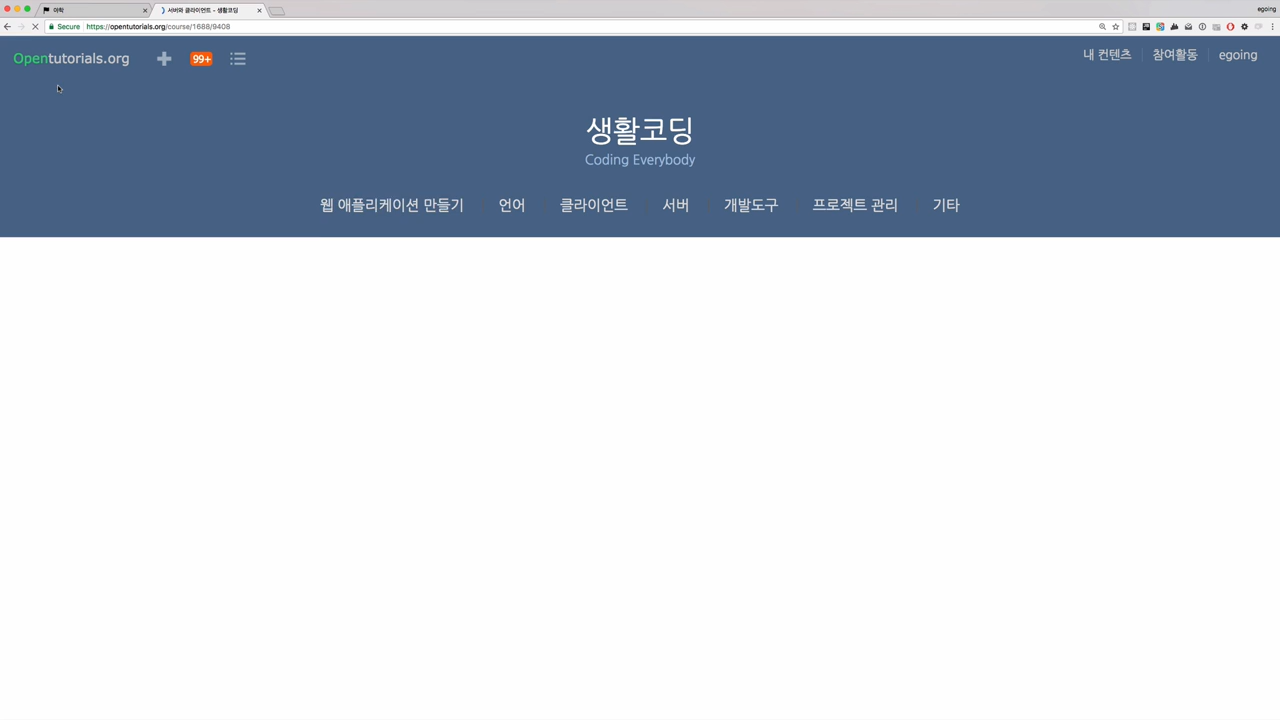 야학
서버와 클라이언트 - 생활코딩
egoing
Secure https://opentutorials.org/course/1688/9408
Opentutorials.org
99+
내 컨텐츠
참여활동
egoing
생활코딩
Coding Everybody
웹 애플리케이션 만들기
언어
클라이언트
서버
개발도구
프로젝트 관리
기타